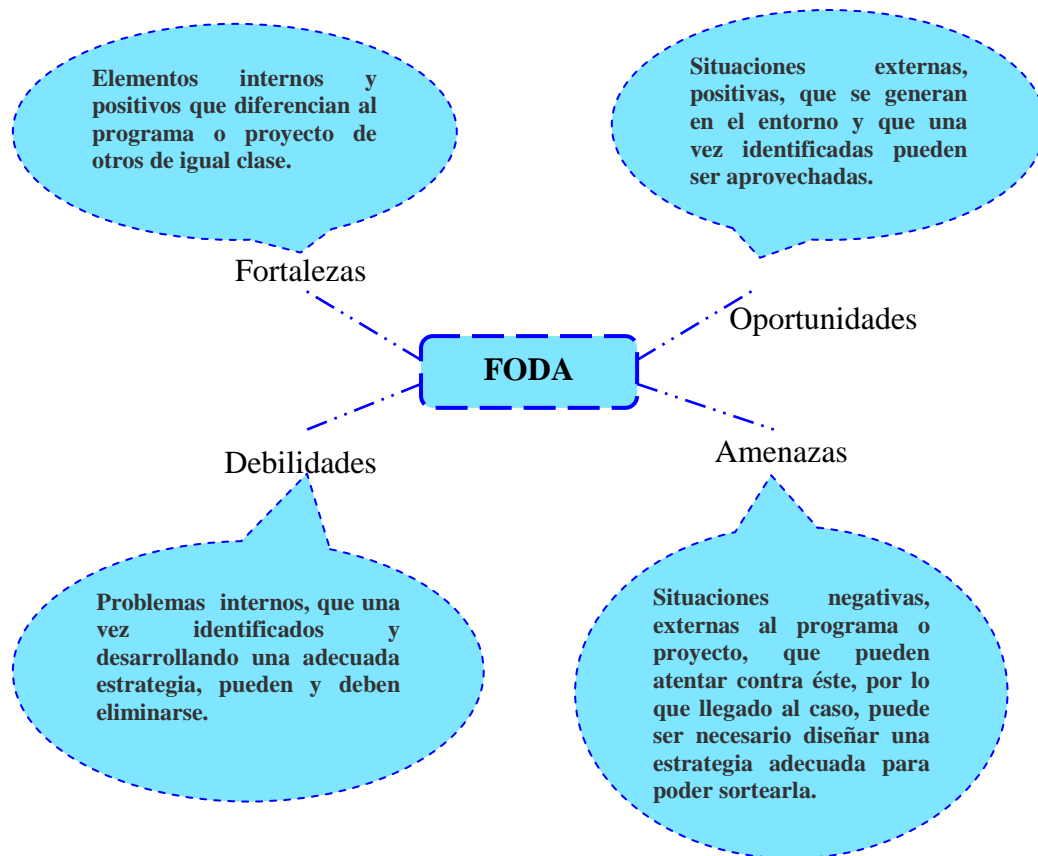 Elementos internos y
positivos que diferencian al
programa o proyecto de
otros de igual clase.
Situaciones externas,
positivas, que se generan
en el entorno y que una
vez identificadas pueden
ser aprovechadas.
Fortalezas
Oportunidades
FODA
Debilidades
Amenazas
Problemas internos, que una
vez identificados y
desarrollando una adecuada
estrategia, pueden y deben
eliminarse.
Situaciones negativas,
externas al programa o
proyecto, que pueden
atentar contra éste, por lo
que llegado al caso, puede
ser necesario diseñar una
estrategia adecuada para
poder sortearla.